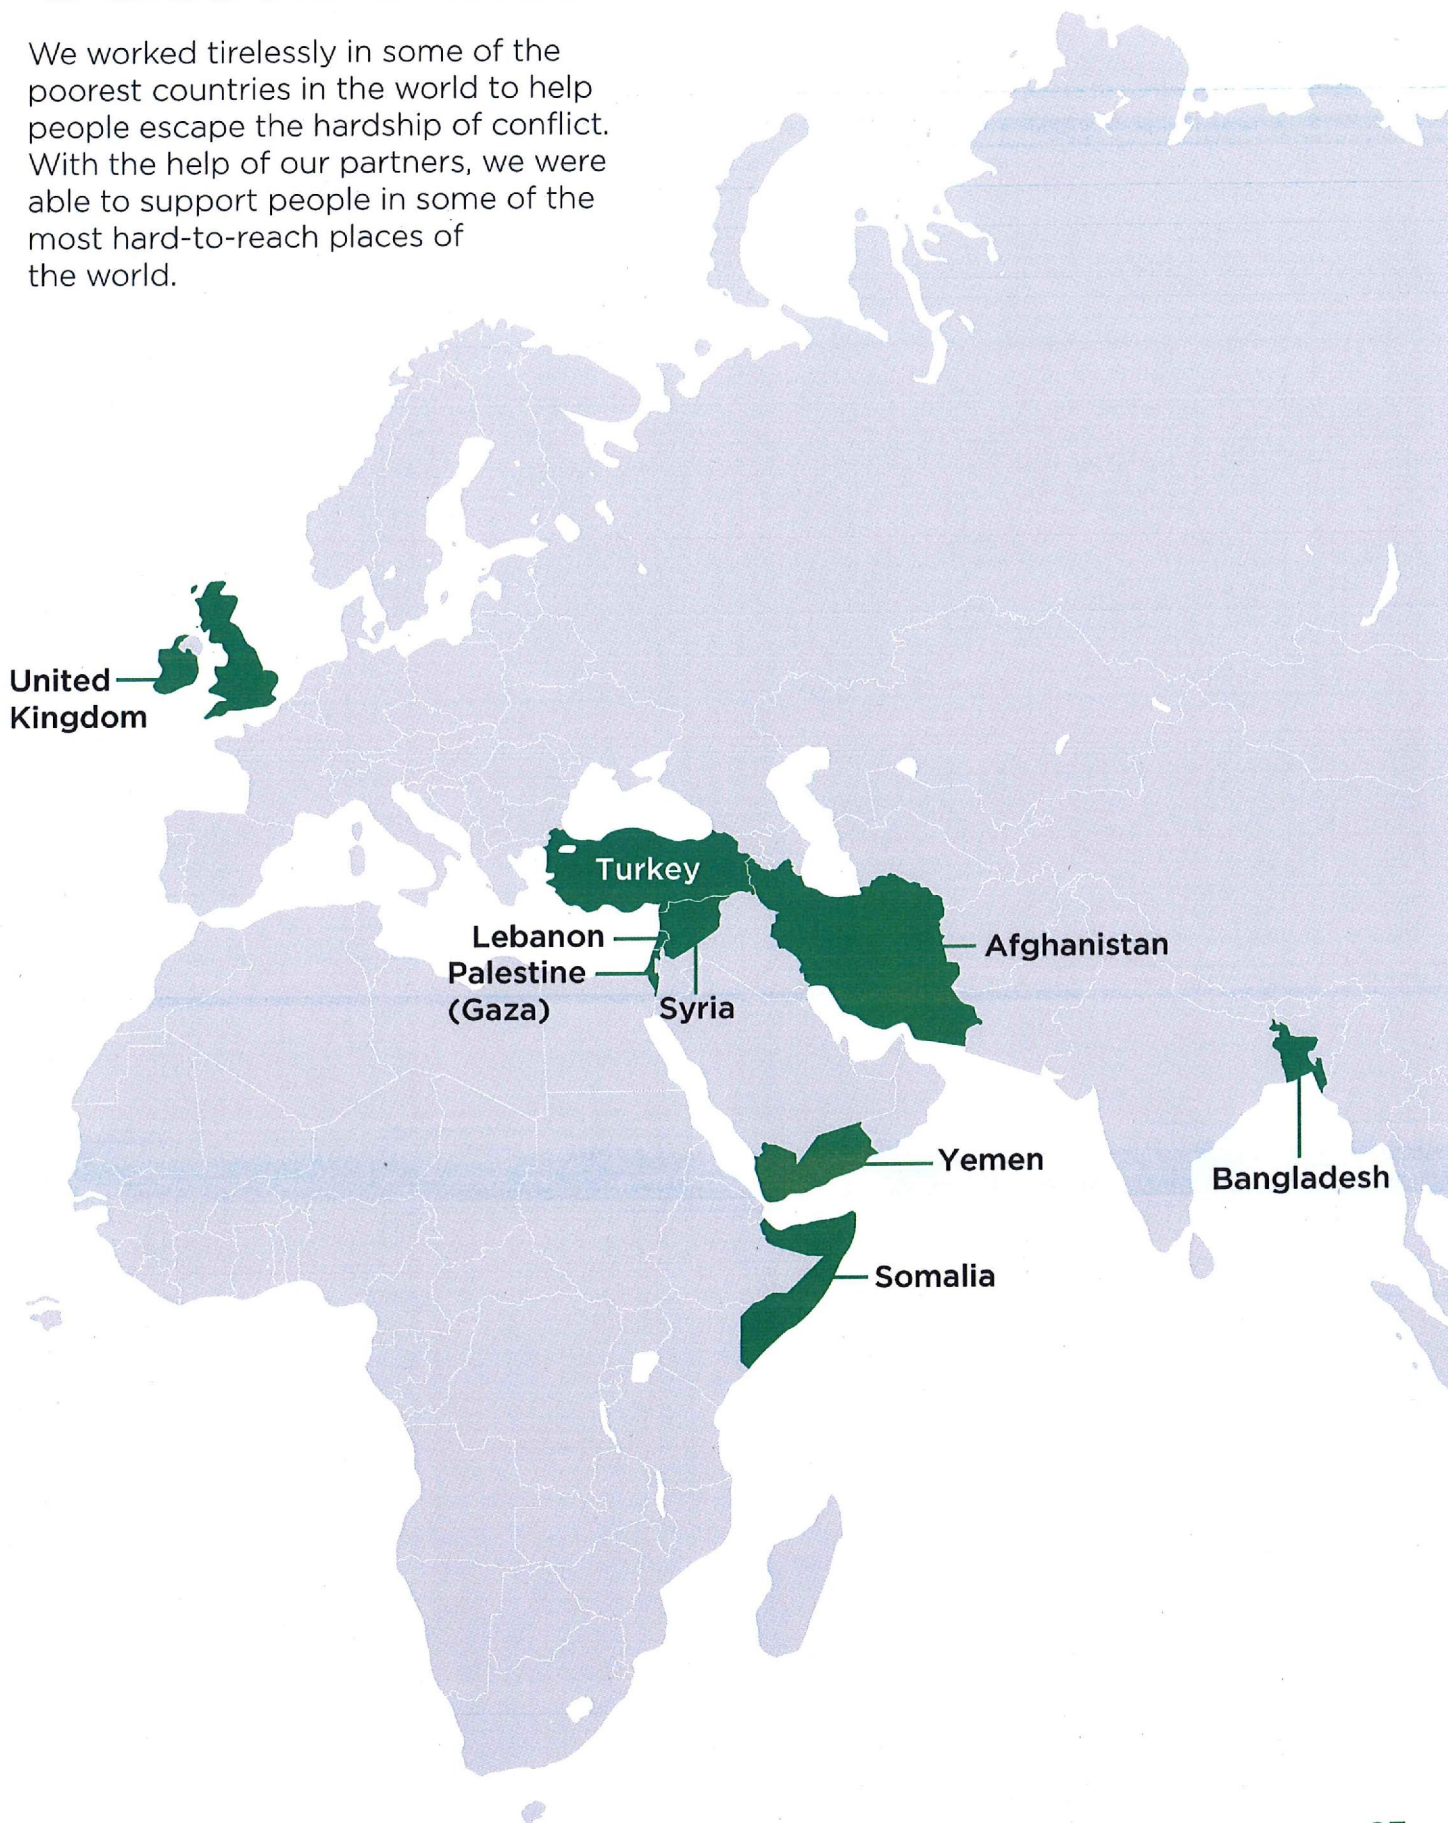 We worked tirelessly in some of the
poorest countries in the world to help
people escape the hardship of conflict.
With the help of our partners, we were
able to support people in some of the
most hard-to-reach places of
the world.
United
Kingdom
Turkey
Lebanon
Afghanistan
Palestine
(Gaza)
Syria
Yemen
Bangladesh
Somalia